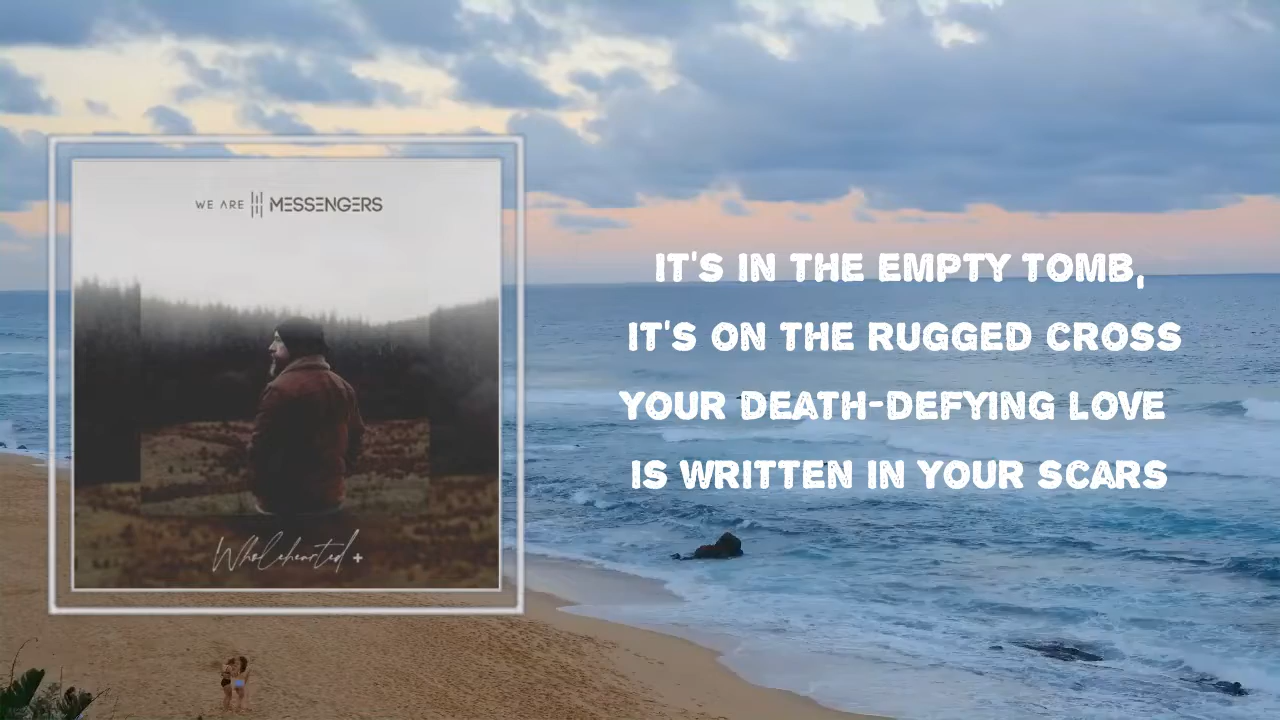 WE ARE MESSENGERS
Wholehearted +
IT'S IN THE EMPTY TOMB,
IT'S ON THE RUGGED CROSS
YOUR DEATH-DEFYING LOVE
IS WRITTEN IN YOUR SCARS